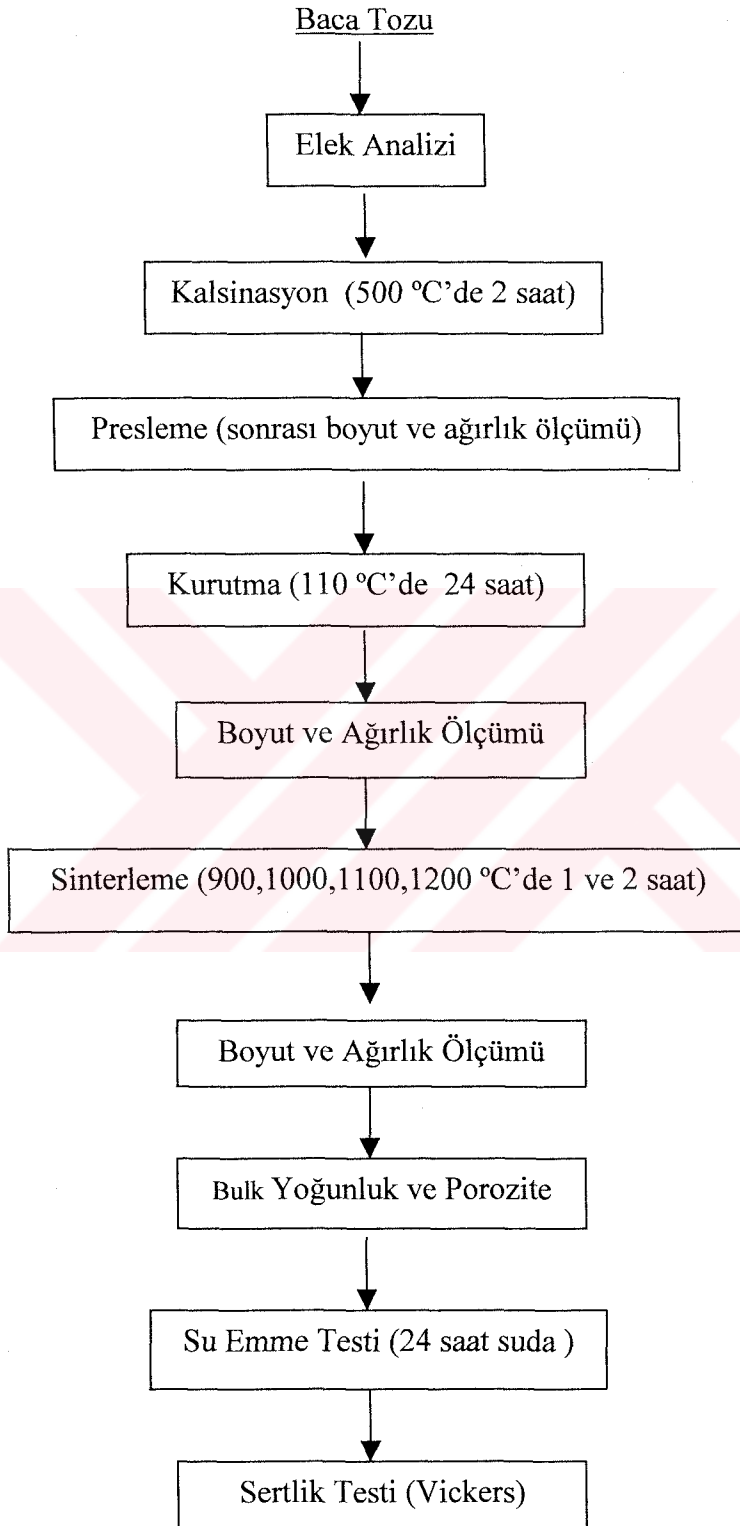 Baca Tozu
Elek Analizi
Kalsinasyon (500 ºC’de 2 saat)
Presleme (sonrası boyut ve ağırlık ölçümü)
Kurutma (110 ºC’de 24 saat)
Boyut ve Ağırlık Ölçümü
Sinterleme (900,1000,1100,1200 ºC’de 1 ve 2 saat)
Boyut ve Ağırlık Ölçümü
Bulk Yoğunluk ve Porozite
Su Emme Testi (24 saat suda )
Sertlik Testi (Vickers)